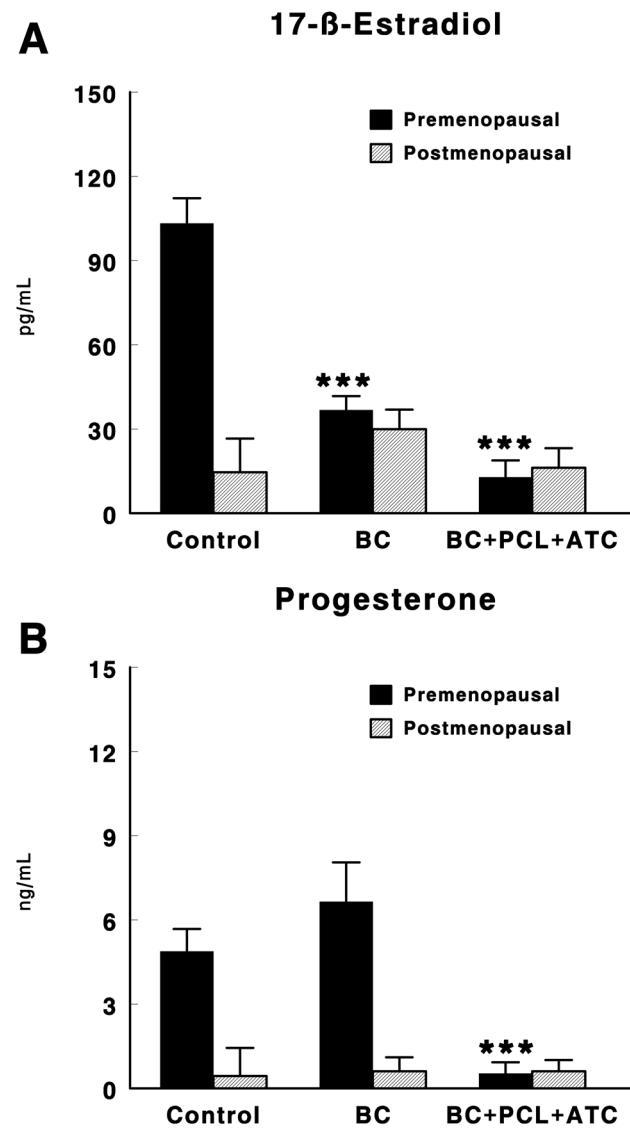 A
17-ß-Estradiol
150
120
90
60
30
0
pg/mL
Premenopausal
Postmenopausal
***
***
Control BC BC+PCL+ATC
B
Progesterone
15
12
9
6
3
0
ng/mL
Premenopausal
Postmenopausal
***
Control BC BC+PCL+ATC